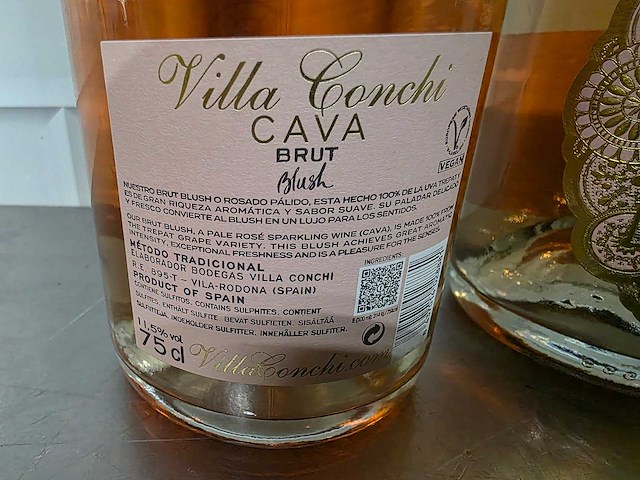 Villa Conchi
CAVA
BRUT
Blush
VEGAN
NUESTRO BRUT BLUSH O ROSADO PÁLIDO, ESTA HECHO 100% DE LA UVA TREPAT Y
ES DE GRAN RIQUEZA AROMÁTICA Y SABOR SUAVE. SU PALADAR DELICADO
Y FRESCO CONVIERTE AL BLUSH EN UN LUJO PARA LOS SENTIDOS.
OUR BRUT BLUSH, A PALE ROSÉ SPARKLING WINE (CAVA), IS MADE 100% FROM
THE TREPAT GRAPE VARIETY. THIS BLUSH ACHIEVES GREAT AROMATIC
INTENSITY, EXCEPTIONAL FRESHNESS AND IS A PLEASURE FOR THE SENSES.
MÉTODO TRADICIONAL
ELABORADOR BODEGAS VILLA CONCHI
R.E. 8965-T - VILA-RODONA (SPAIN)
PRODUCT OF SPAIN
CONTIENE SULFITOS, CONTAINS SULPHITES, CONTIENT
SULFITES, ENTHÄLT SULFITE, BEVAT SULFIETEN, SISÄLTÄÄ
SULFIITTEJA, INDEHOLDER SULFITTER, INNEHÅLLER SULFITER.
INGREDIENTS:
11,5% vol
75 cl
VillaConchi.com